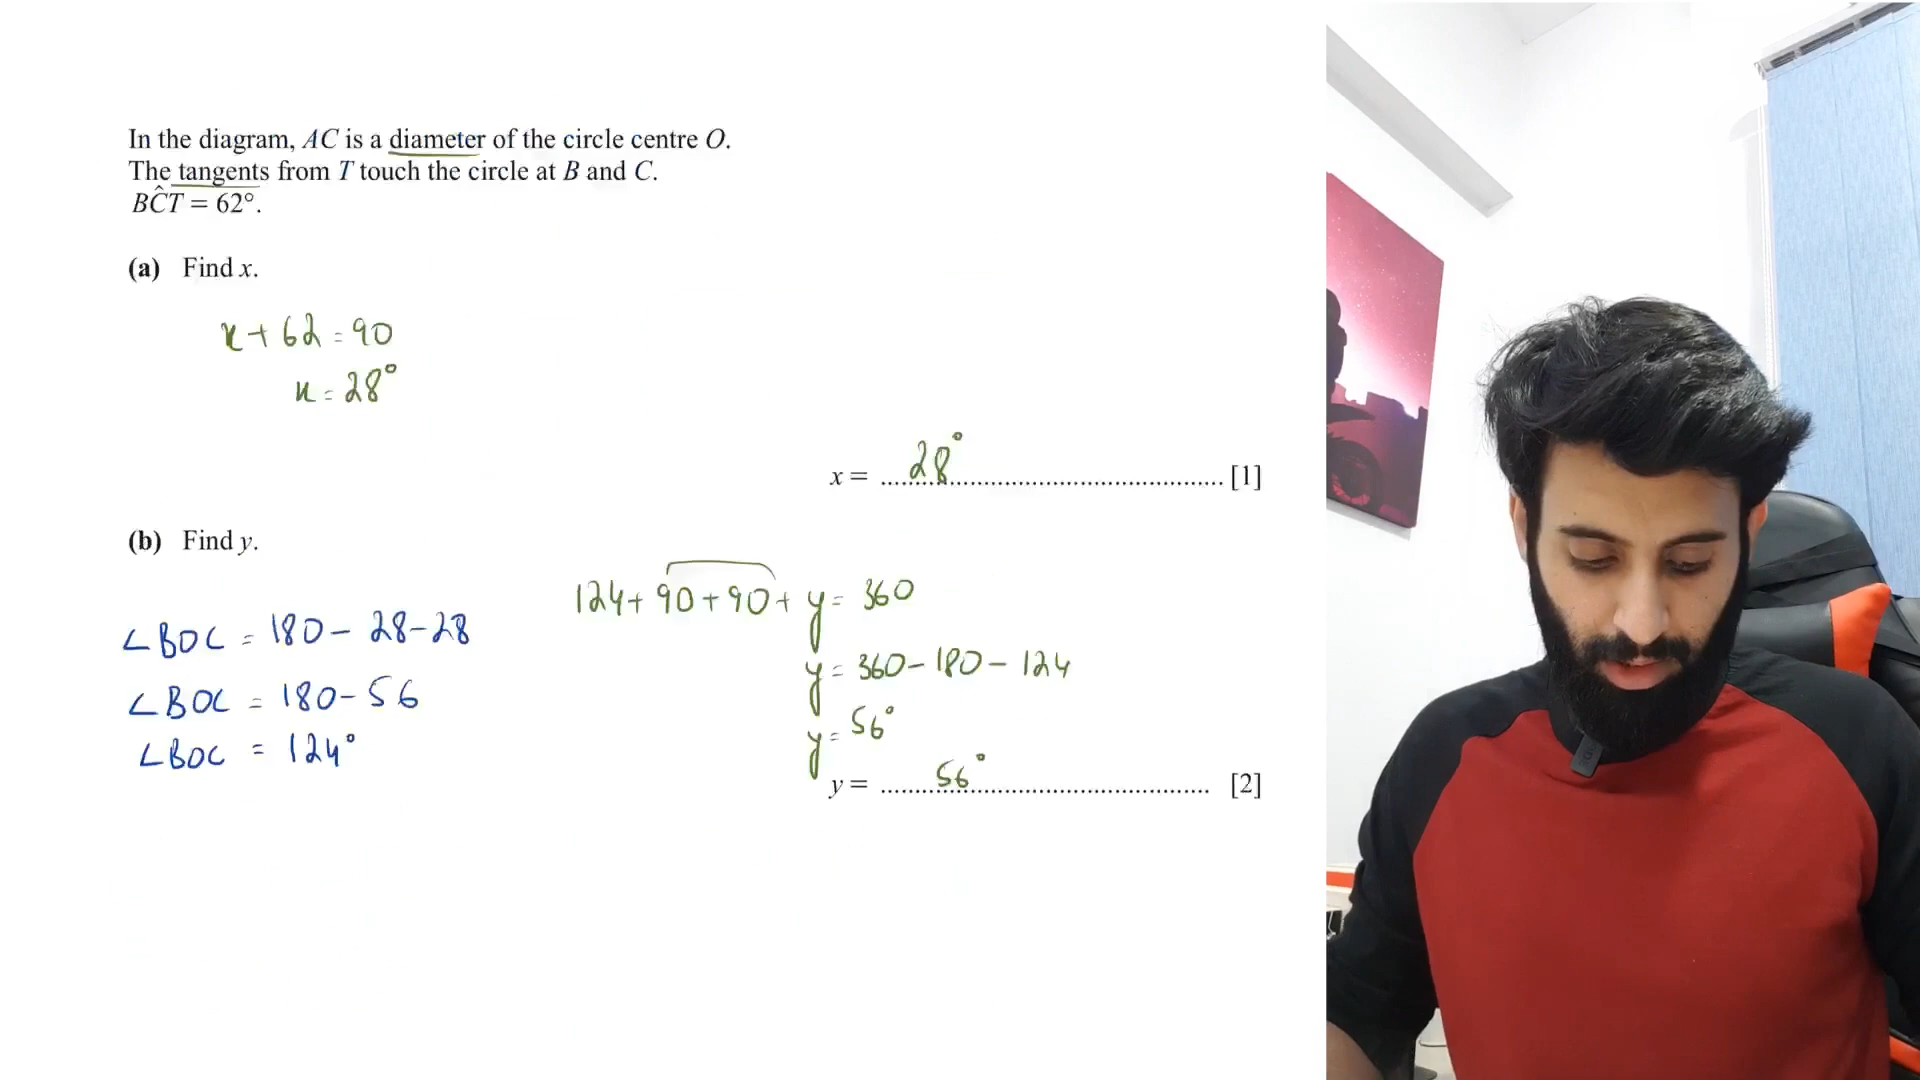 In the diagram, AC is a diameter of the circle centre O.
The tangents from T touch the circle at B and C.
BĈT = 62°.
(a) Find x.
x + 62 = 90
x = 28°
x = 28° [1]
(b) Find y.
∠BOC = 180 - 28 - 28
∠BOC = 180 - 56
∠BOC = 124°
124 + 90 + 90 + y = 360
y = 360 - 180 - 124
y = 56°
y = 56° [2]